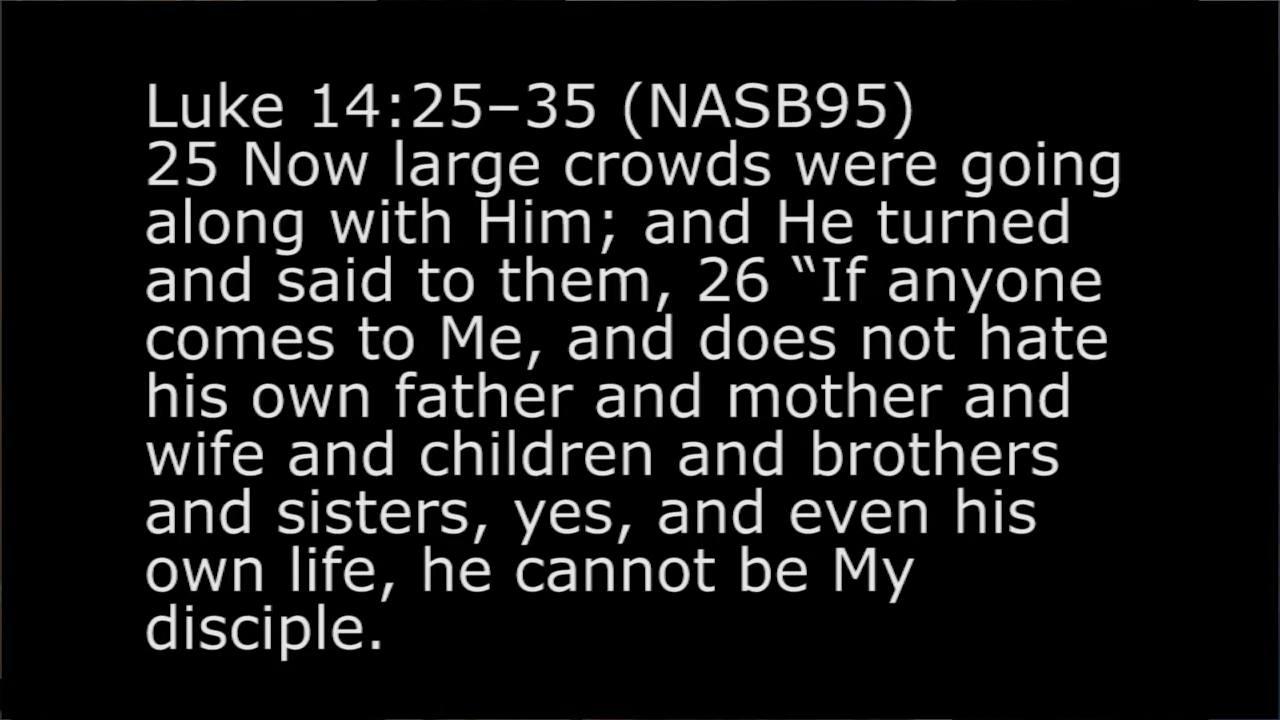 Luke 14:25–35 (NASB95)
25 Now large crowds were going
along with Him; and He turned
and said to them, 26 “If anyone
comes to Me, and does not hate
his own father and mother and
wife and children and brothers
and sisters, yes, and even his
own life, he cannot be My
disciple.